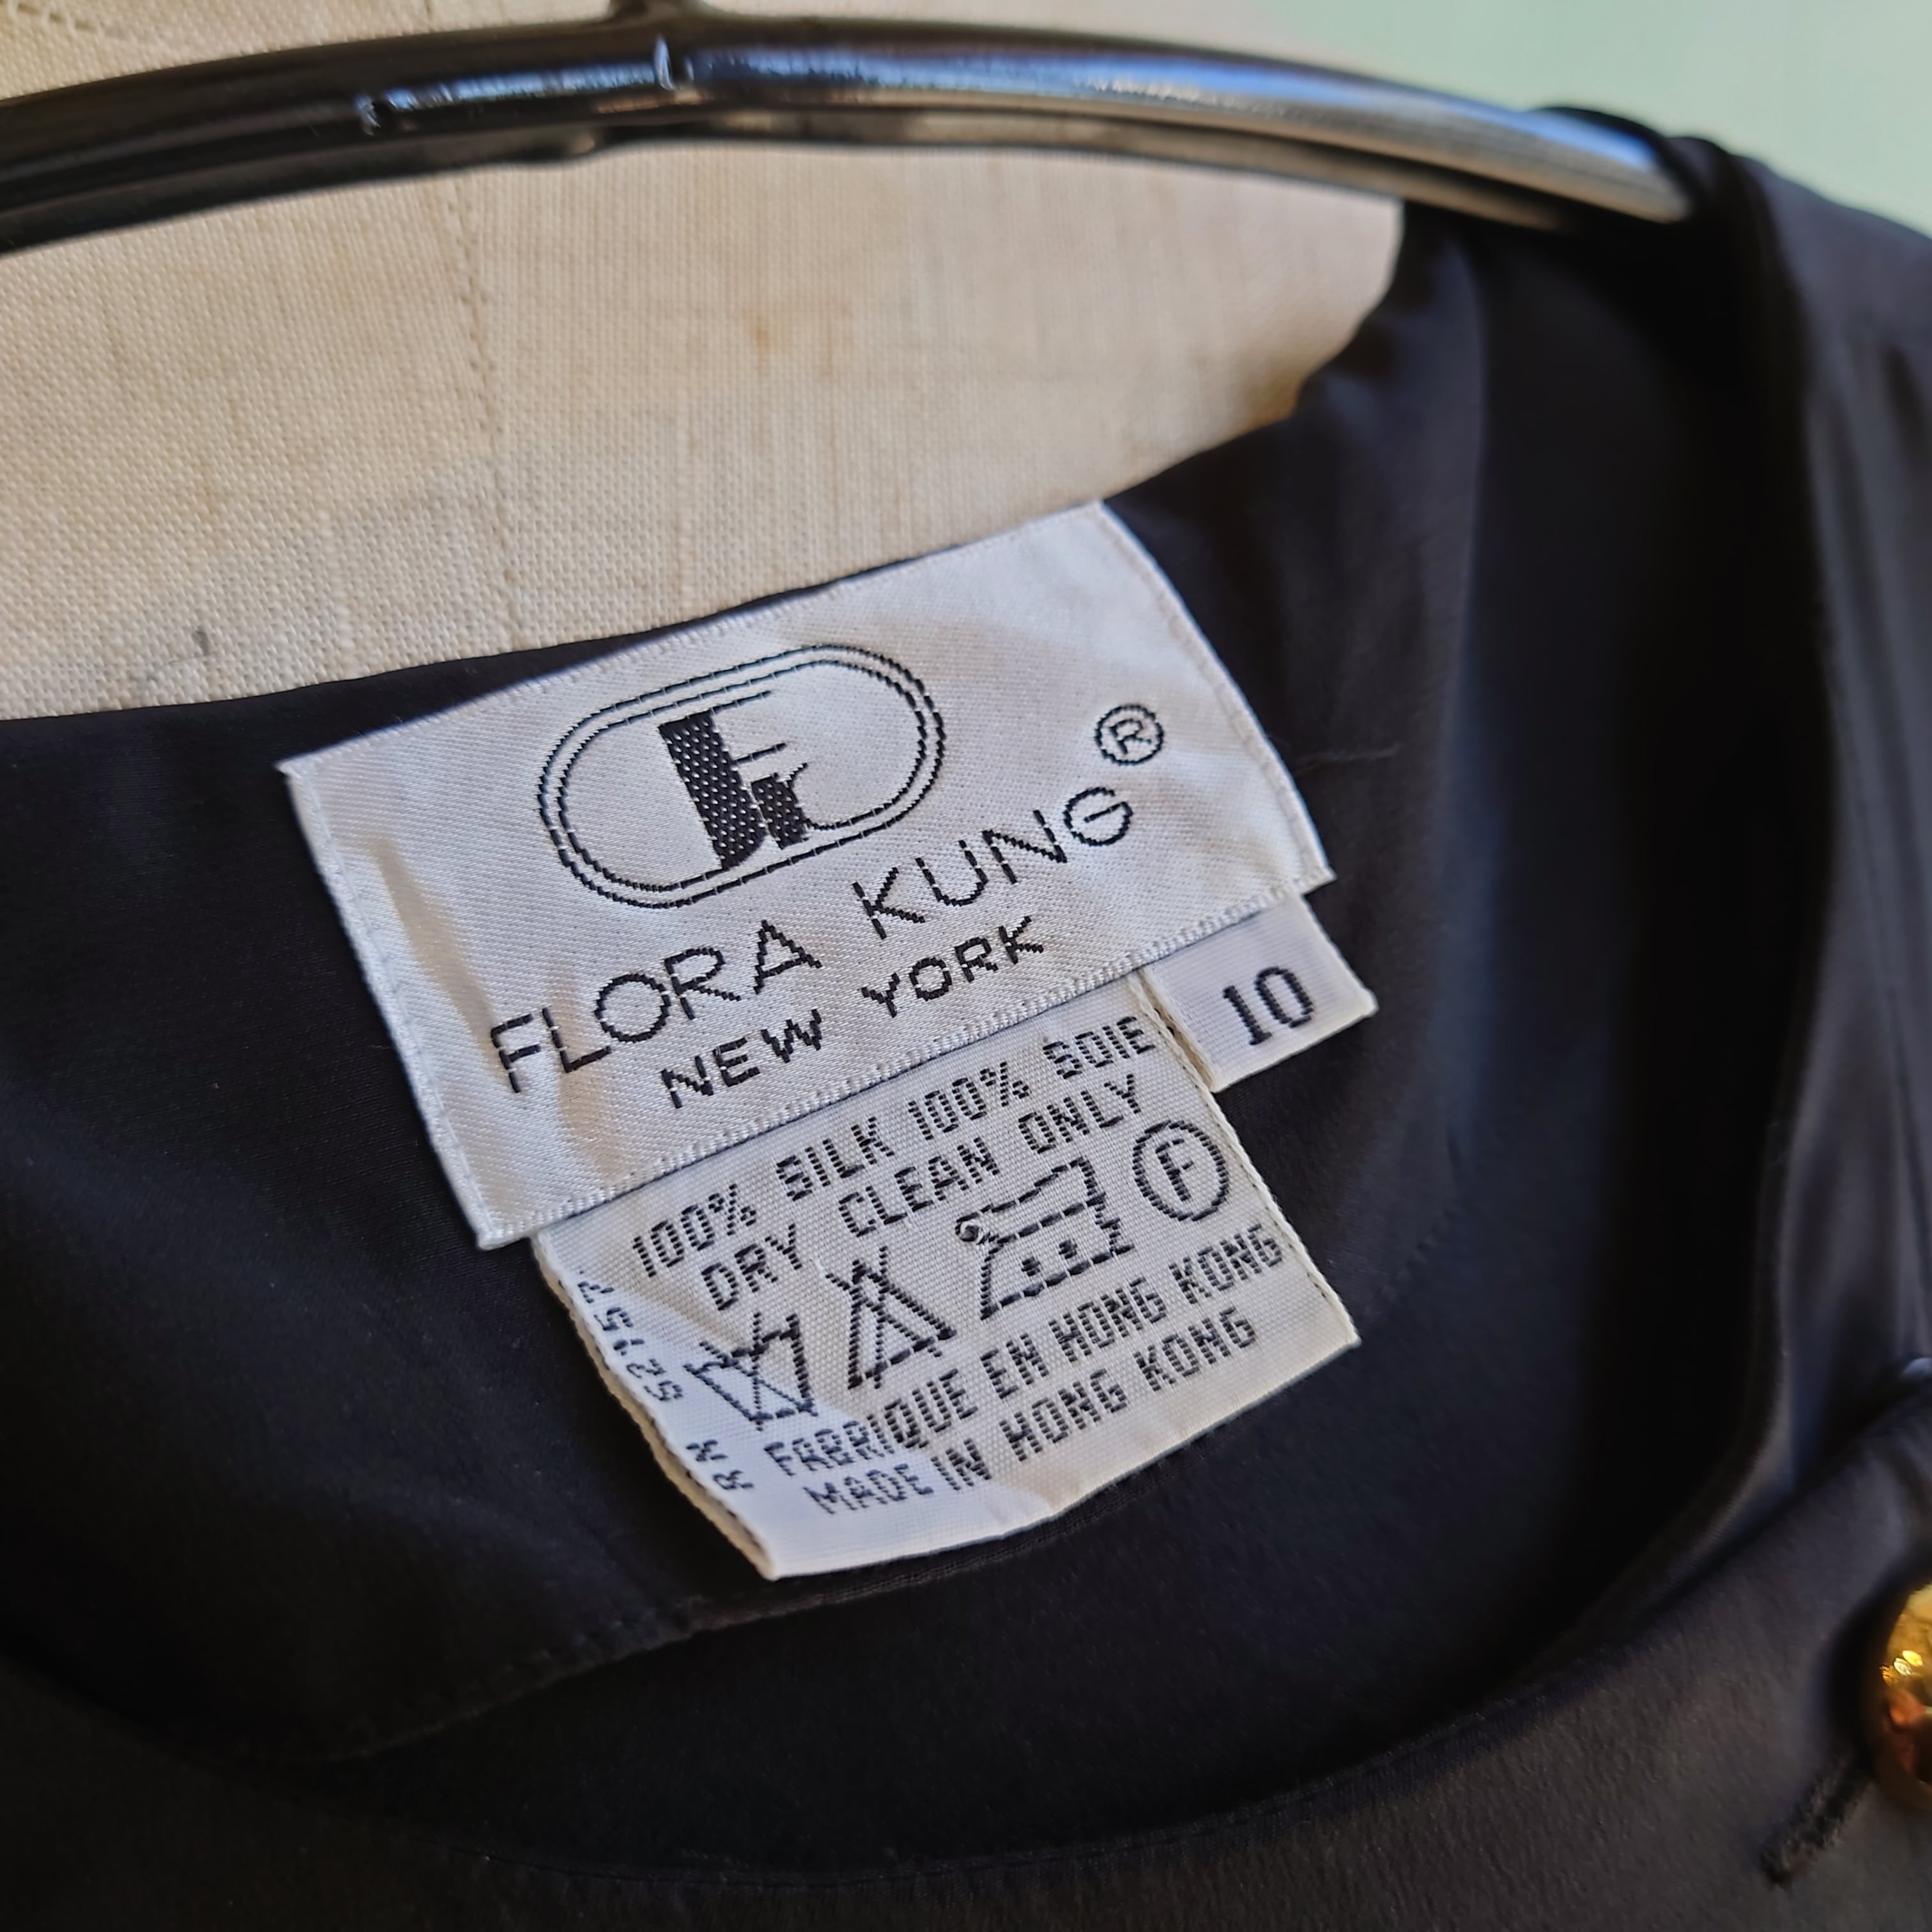 FK
FLORA KUNG ®
NEW YORK
10
100% SILK 100% SOIE
DRY CLEAN ONLY
F
FABRIQUE EN HONG KONG
MADE IN HONG KONG
RN